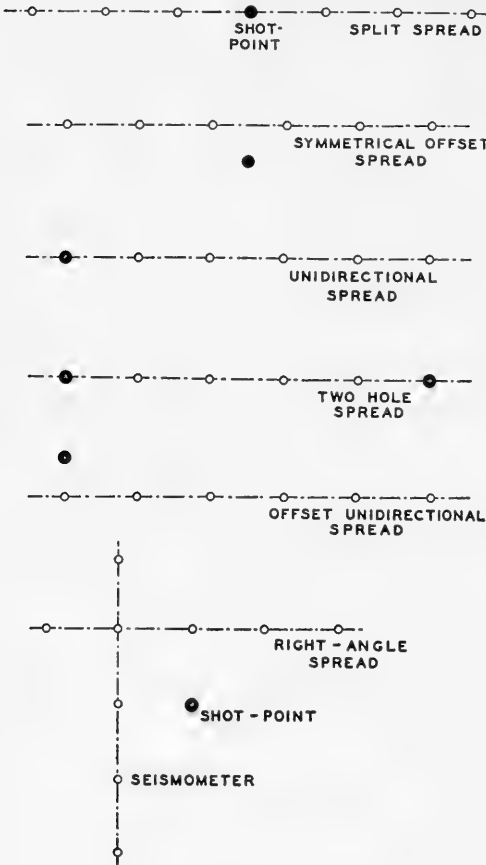 SHOT-
POINT
SPLIT SPREAD
SYMMETRICAL OFFSET
SPREAD
UNIDIRECTIONAL
SPREAD
TWO HOLE
SPREAD
OFFSET UNIDIRECTIONAL
SPREAD
RIGHT-ANGLE
SPREAD
SHOT-POINT
SEISMOMETER